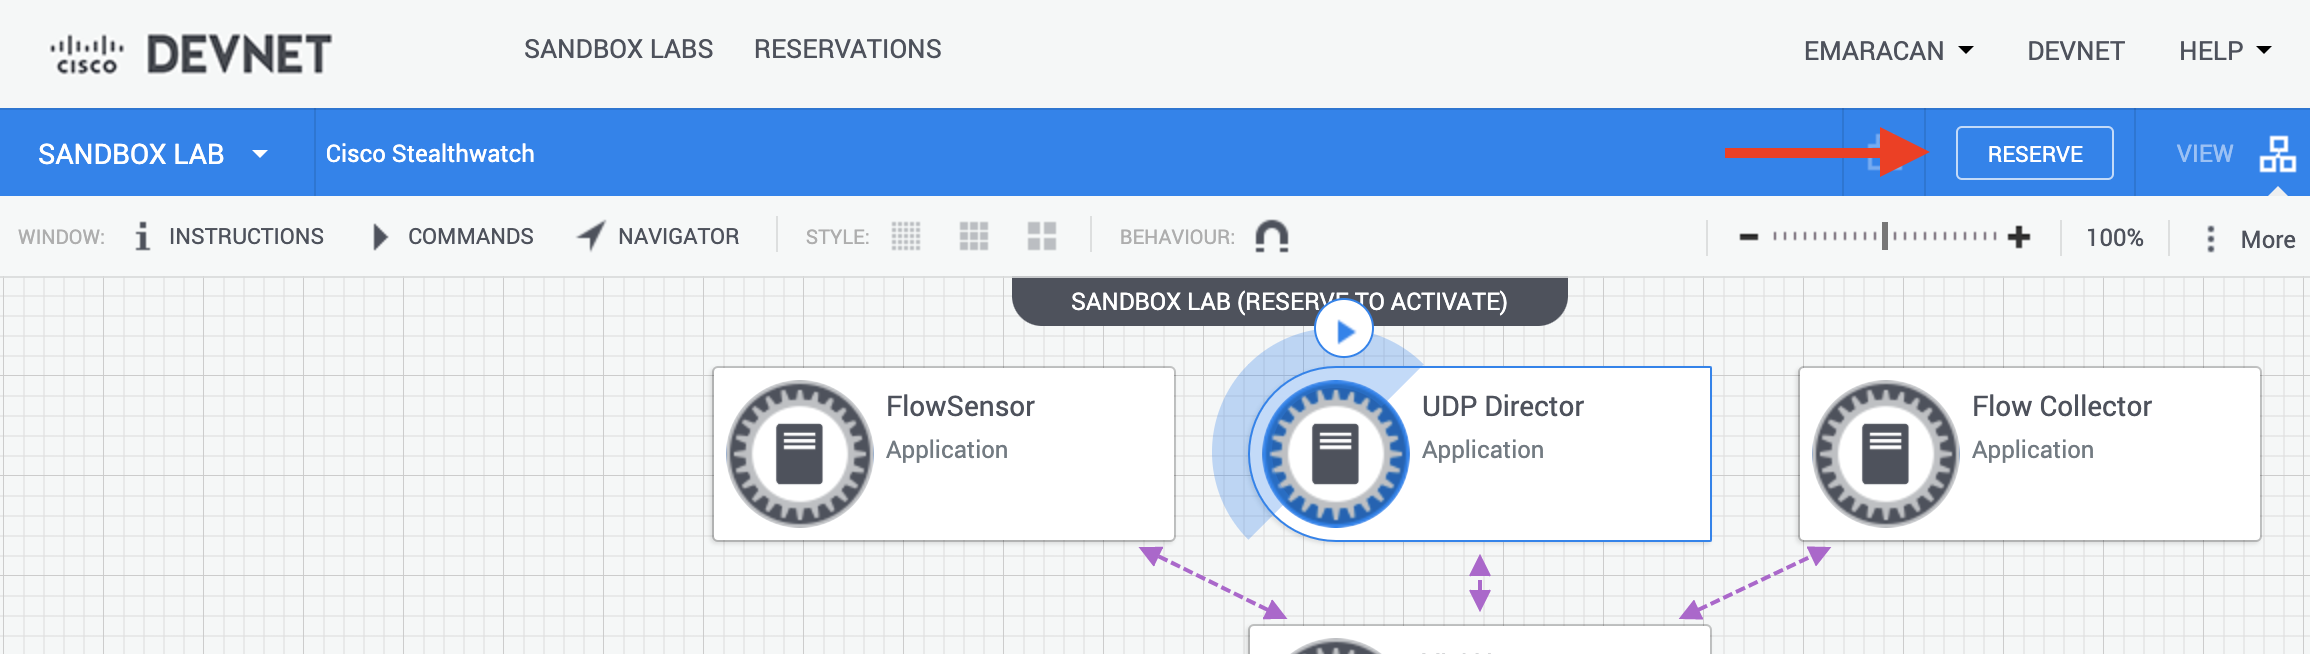 CISCO DEVNET SANDBOX LABS RESERVATIONS EMARACAN DEVNET HELP
SANDBOX LAB Cisco Stealthwatch RESERVE VIEW
WINDOW: INSTRUCTIONS COMMANDS NAVIGATOR STYLE: BEHAVIOUR: 100% More
SANDBOX LAB (RESERVE TO ACTIVATE)
FlowSensor UDP Director Flow Collector
Application Application Application